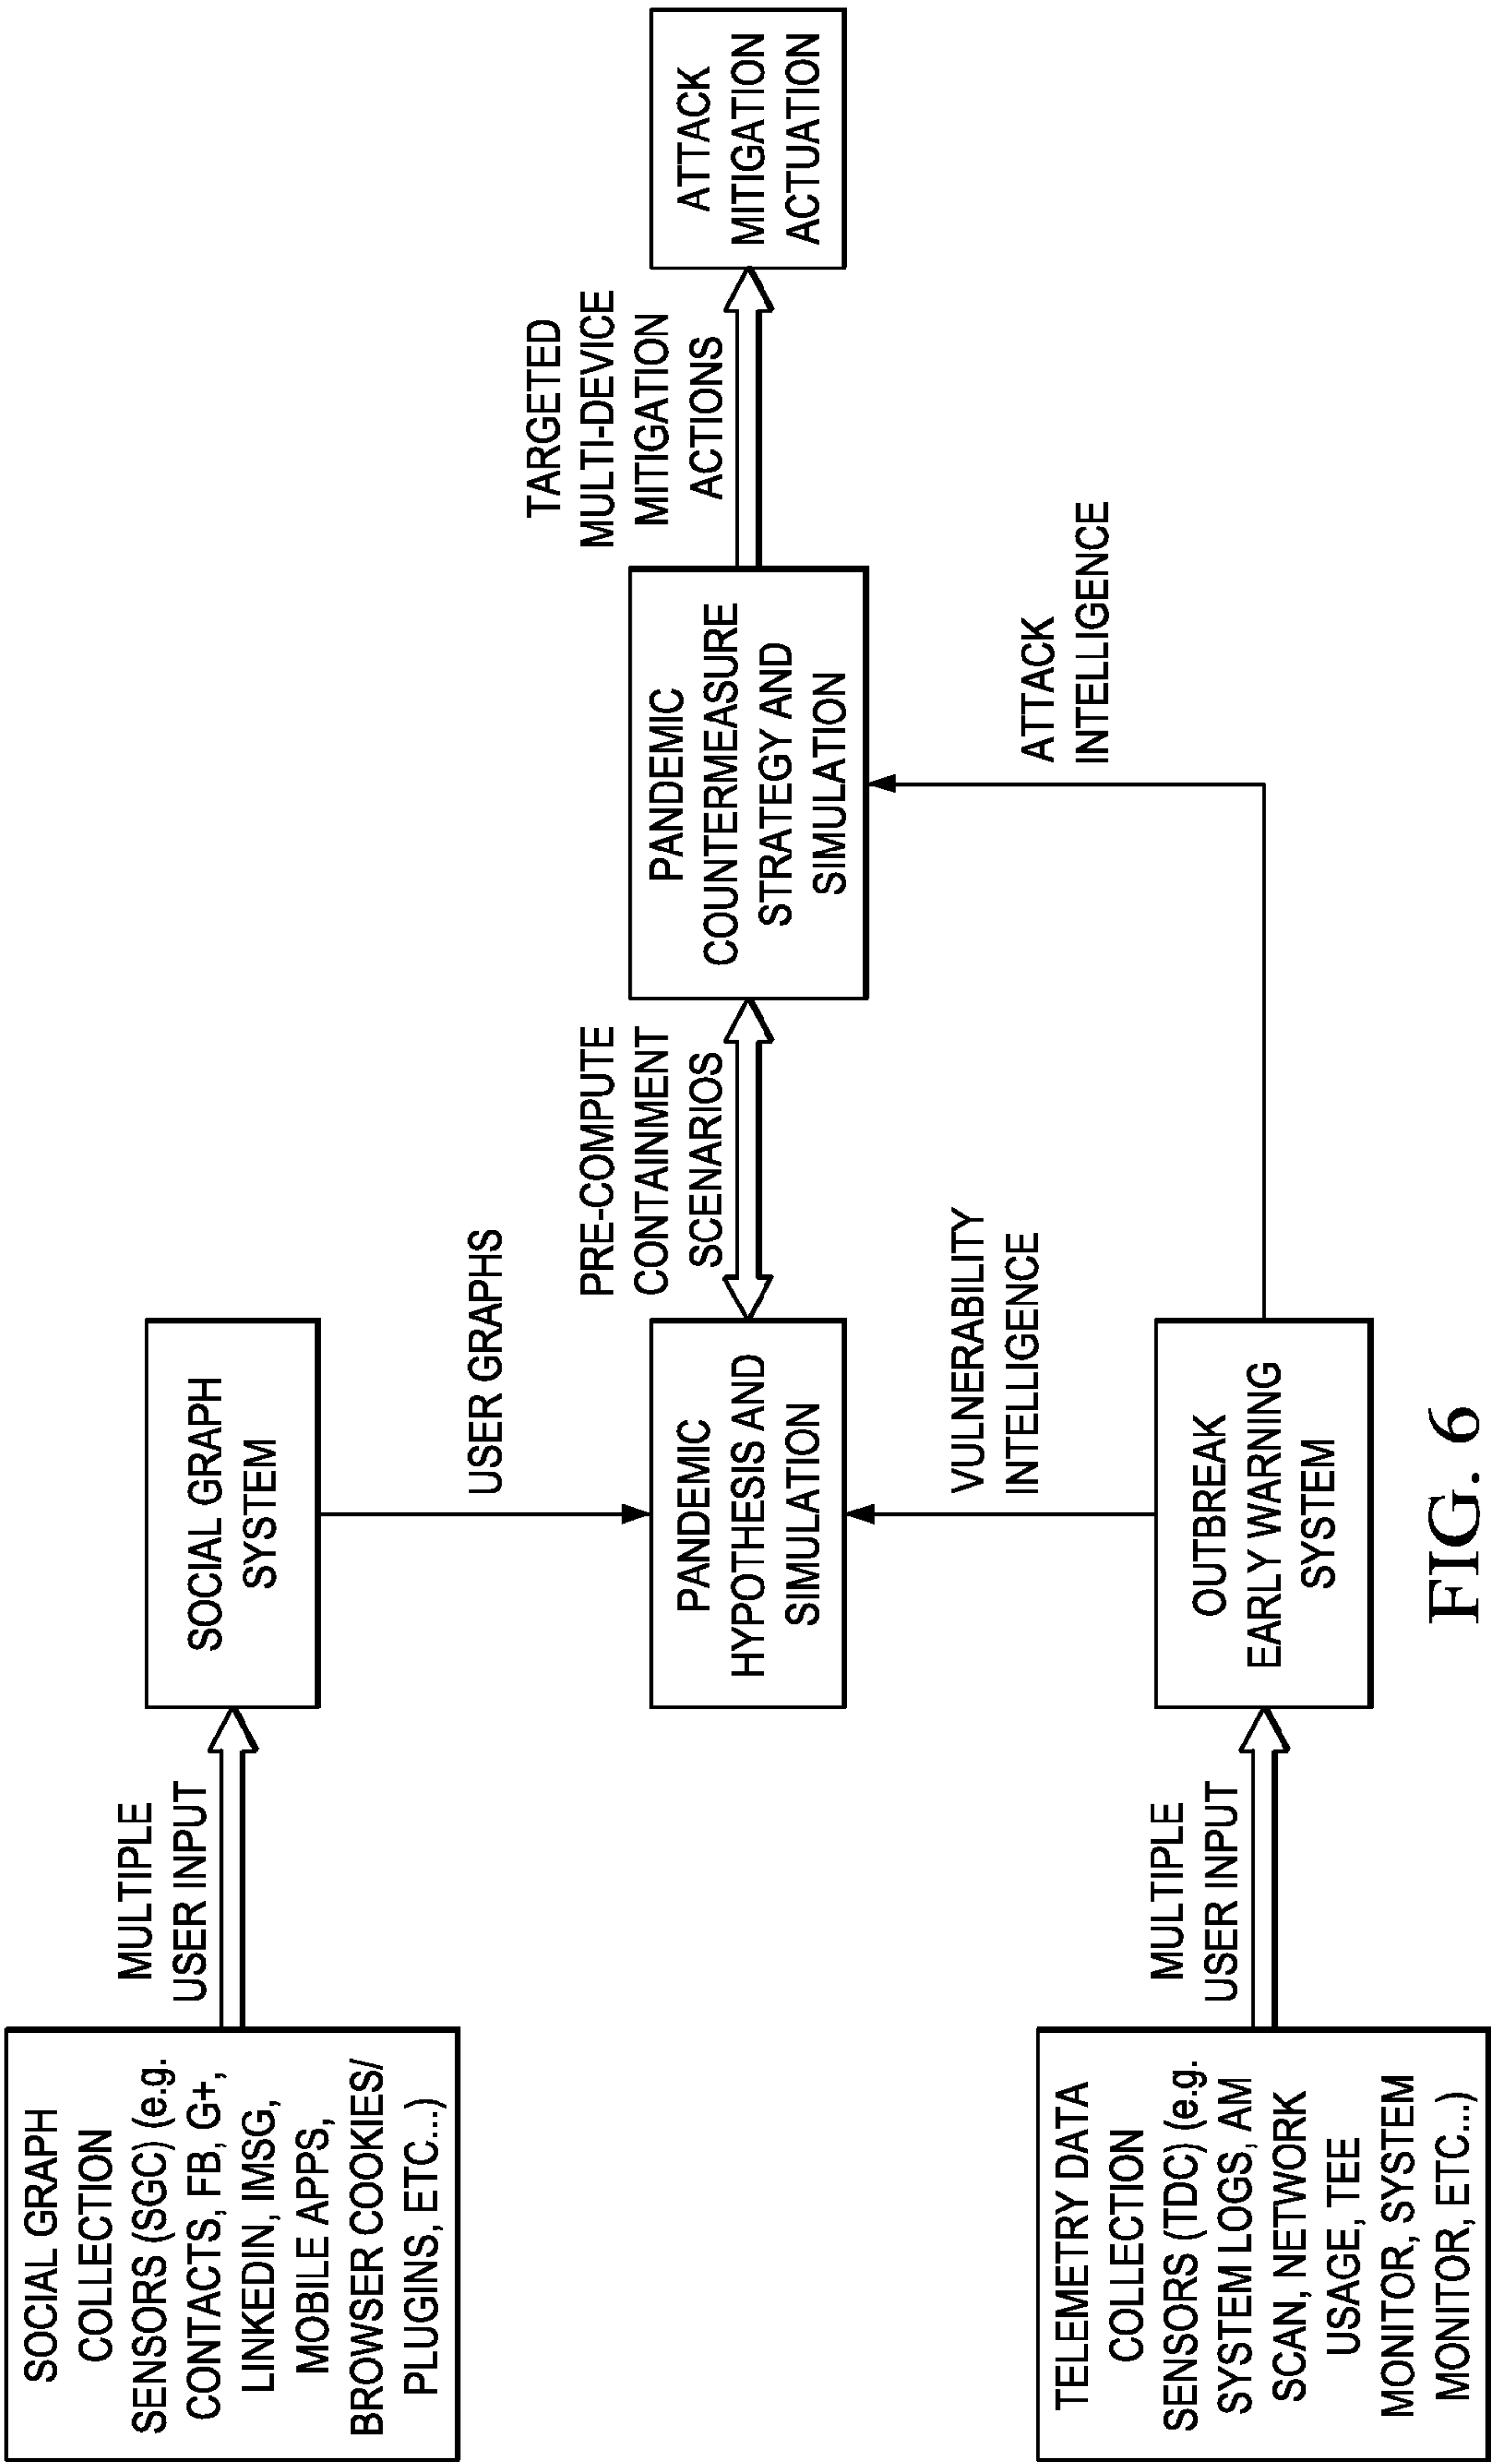 SOCIAL GRAPH
COLLECTION
SENSORS (SGC) (e.g.
CONTACTS, FB, G+,
LINKEDIN, IMSG,
MOBILE APPS,
BROWSER COOKIES/
PLUGINS, ETC...)
MULTIPLE
USER INPUT
SOCIAL GRAPH
SYSTEM
USER GRAPHS
PANDEMIC
HYPOTHESIS AND
SIMULATION
PRE-COMPUTE
CONTAINMENT
SCENARIOS
PANDEMIC
COUNTERMEASURE
STRATEGY AND
SIMULATION
TARGETED
MULTI-DEVICE
MITIGATION
ACTIONS
ATTACK
MITIGATION
ACTUATION
TELEMETRY DATA
COLLECTION
SENSORS (TDC) (e.g.
SYSTEM LOGS, AM
SCAN, NETWORK
USAGE, TEE
MONITOR, SYSTEM
MONITOR, ETC...)
MULTIPLE
USER INPUT
OUTBREAK
EARLY WARNING
SYSTEM
VULNERABILITY
INTELLIGENCE
ATTACK
INTELLIGENCE
FIG. 6